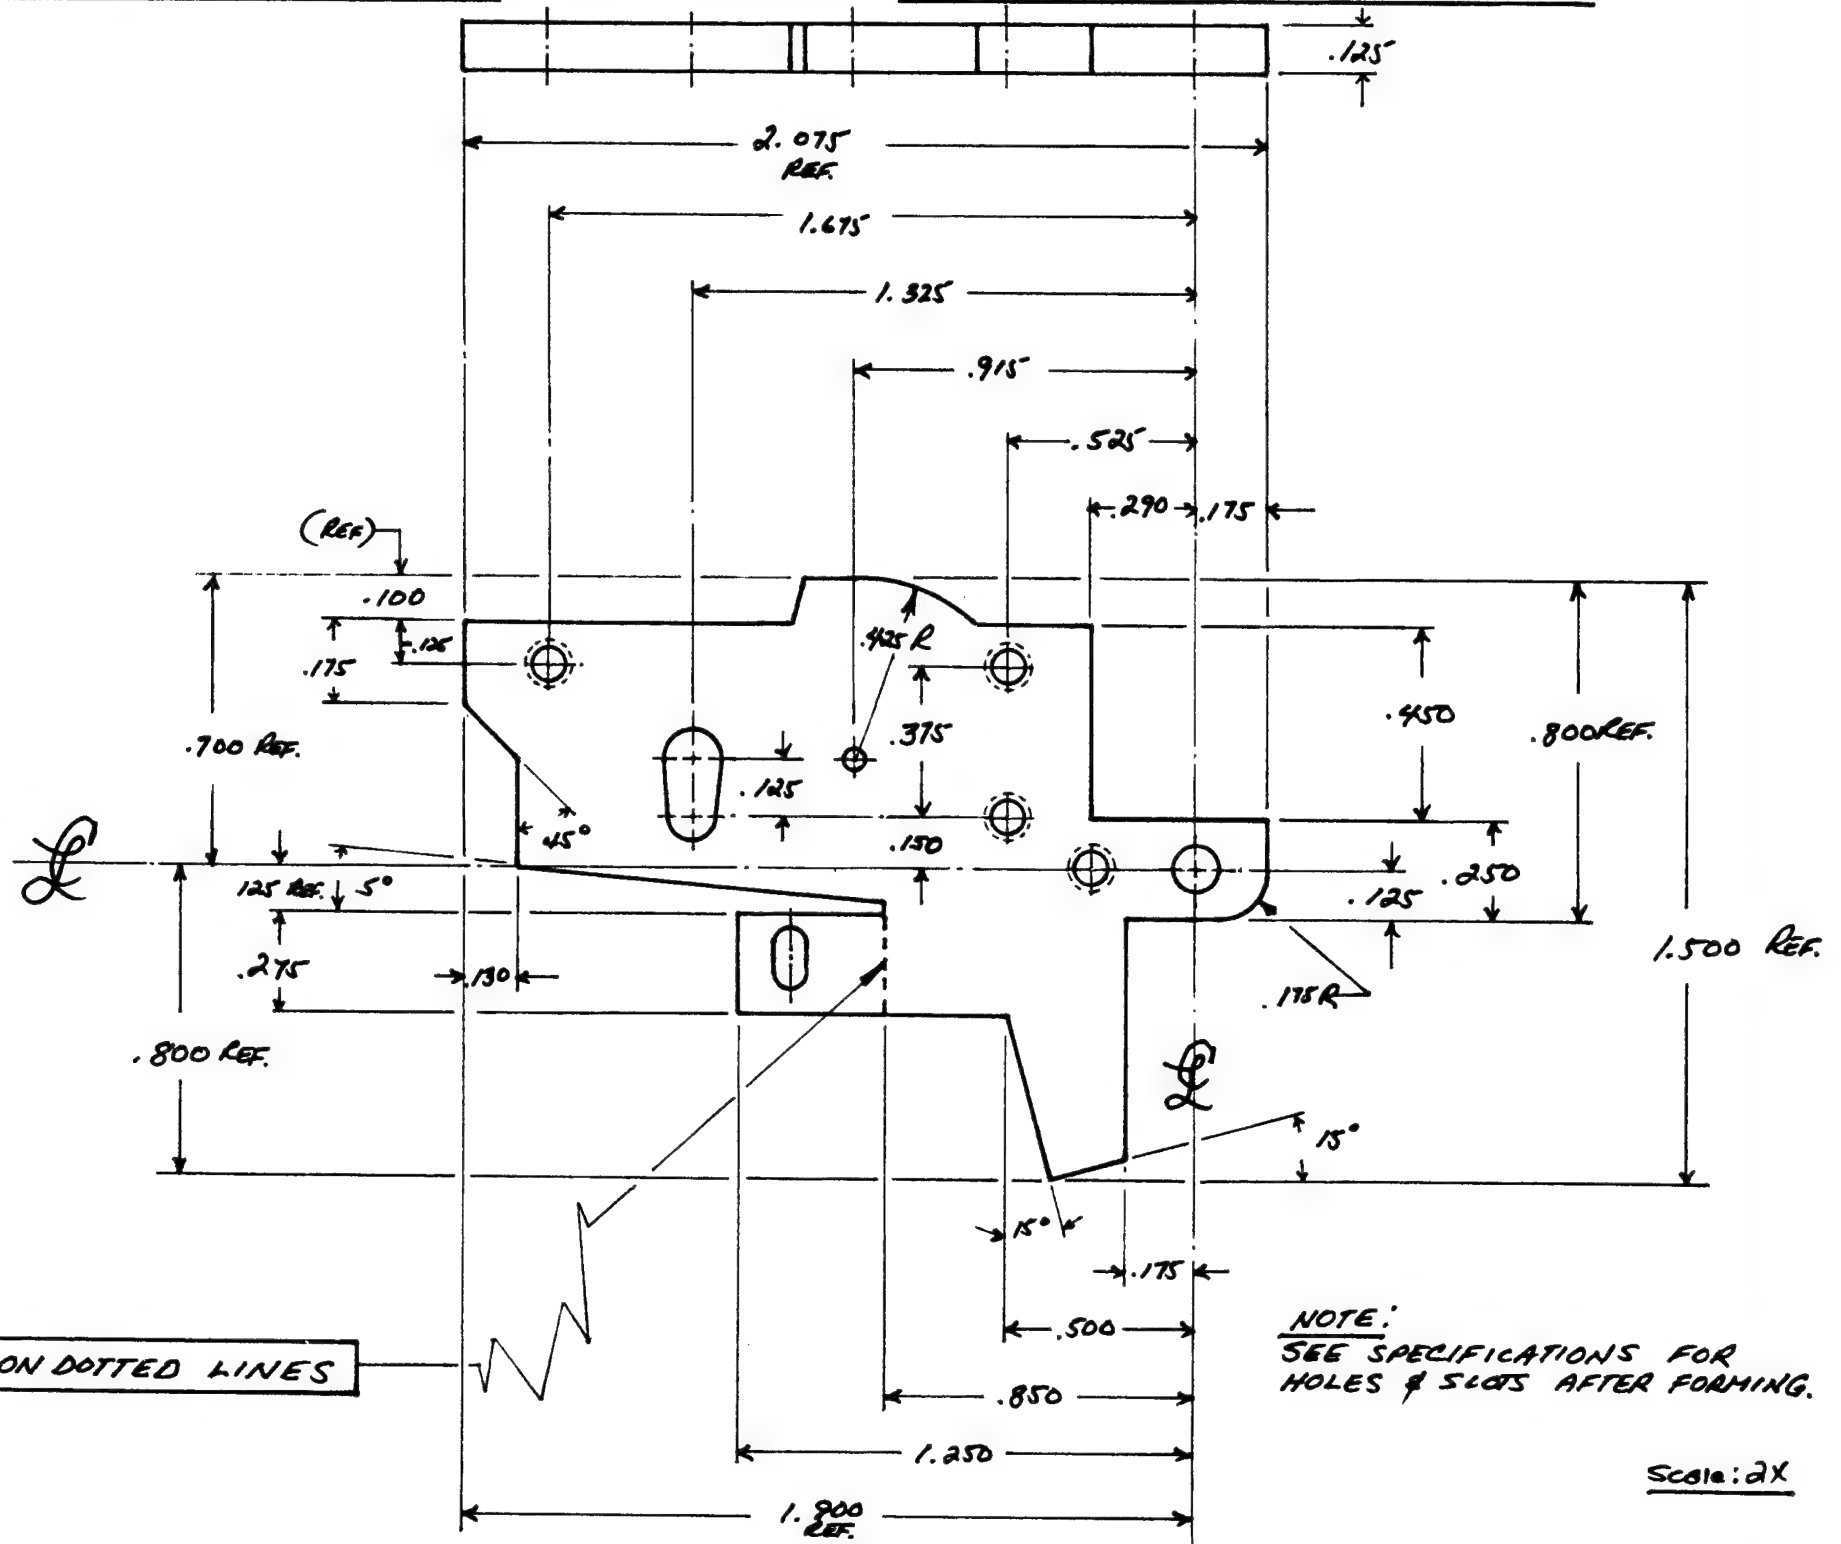 .125
2.075
REF.
1.675
1.325
.915
.525
.290
.175
(REF)
.100
.125
.175
.425 R
.375
.700 REF.
.125
.450
.800 REF.
45°
.150
.250
.125
125 REF.
5°
1.500 REF.
.275
.130
.175 R
.800 REF.
15°
15°
.175
.500
NOTE:
SEE SPECIFICATIONS FOR
HOLES & SLOTS AFTER FORMING.
ON DOTTED LINES
.850
1.250
Scale: 2X
1.900
REF.